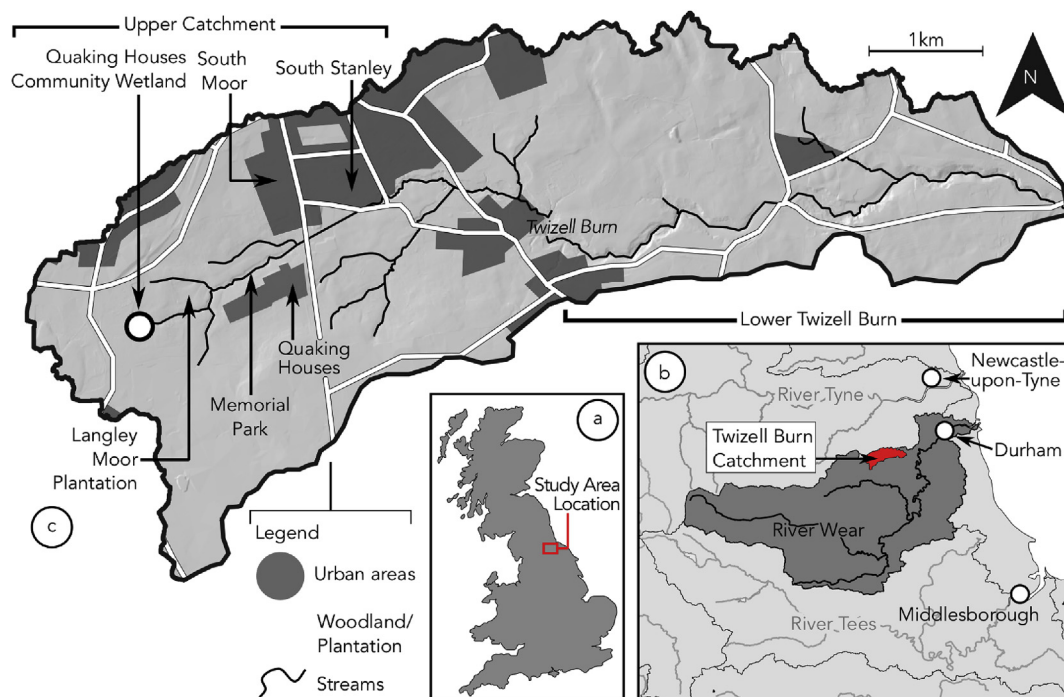 Upper Catchment
Quaking Houses
Community Wetland
South
Moor
South Stanley
1km
N
Twizell Burn
Lower Twizell Burn
Quaking
Houses
Memorial
Park
Langley
Moor
Plantation
c
Legend
Urban areas
Woodland/
Plantation
Streams
a
Study Area
Location
b
Newcastle-
upon-Tyne
River Tyne
Twizell Burn
Catchment
Durham
River Wear
Middlesborough
River Tees